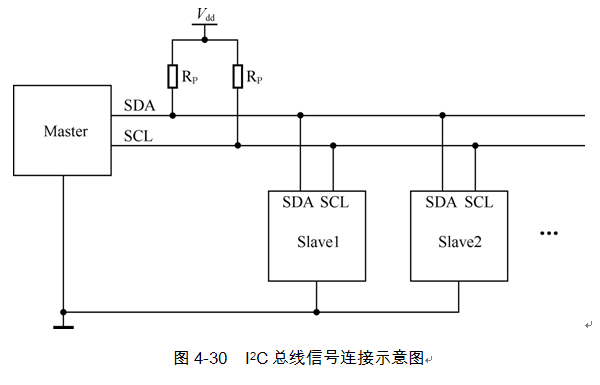 Vdd
RP RP
SDA
Master
SCL
SDA SCL SDA SCL
Slave1 Slave2 ...
图 4-30 I²C 总线信号连接示意图